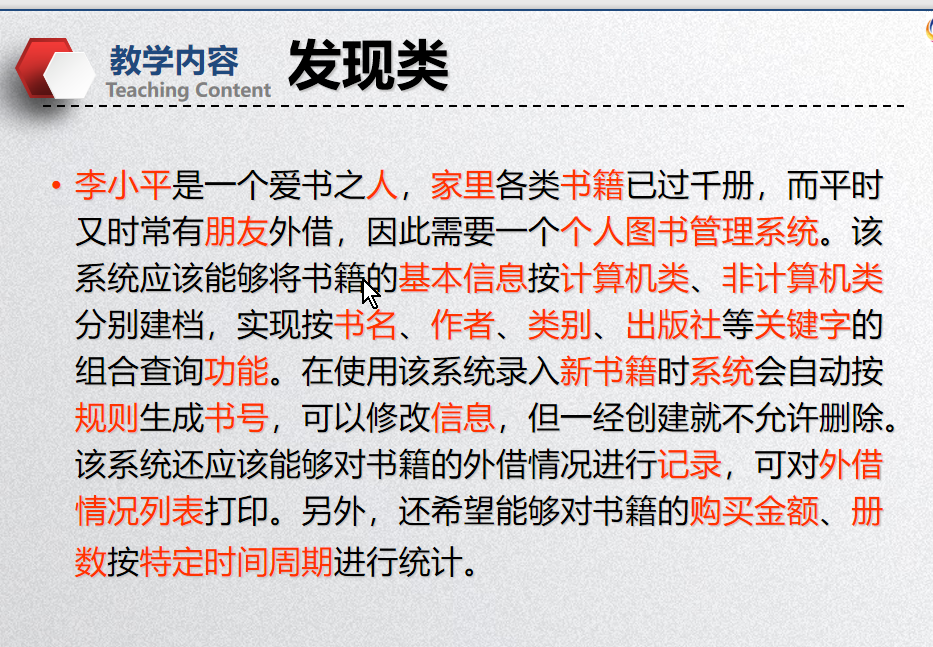 教学内容
Teaching Content
发现类
• 李小平是一个爱书之人，家里各类书籍已过千册，而平时
又时常有朋友外借，因此需要一个个人图书管理系统。该
系统应该能够将书籍的基本信息按计算机类、非计算机类
分别建档，实现按书名、作者、类别、出版社等关键字的
组合查询功能。在使用该系统录入新书籍时系统会自动按
规则生成书号，可以修改信息，但一经创建就不允许删除。
该系统还应该能够对书籍的外借情况进行记录，可对外借
情况列表打印。另外，还希望能够对书籍的购买金额、册
数按特定时间周期进行统计。